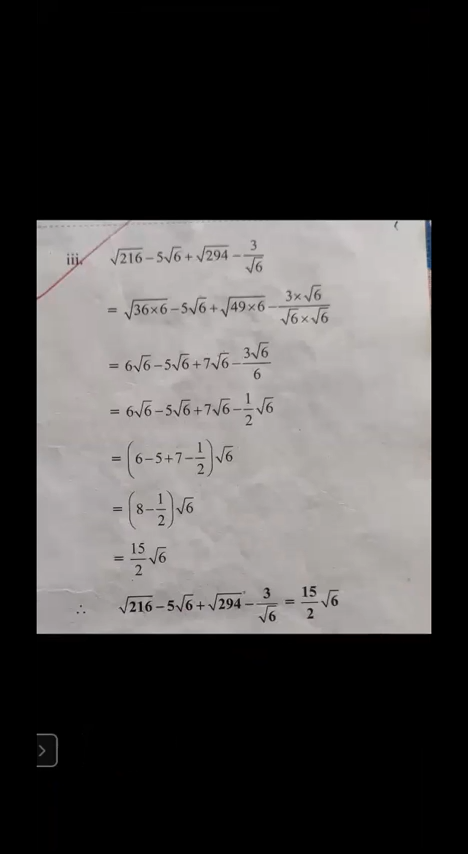 iii. √216 − 5√6 + √294 − 3/√6
= √36×6 − 5√6 + √49×6 − 3×√6/√6×√6
= 6√6 − 5√6 + 7√6 − 3√6/6
= 6√6 − 5√6 + 7√6 − 1/2 √6
= (6 − 5 + 7 − 1/2) √6
= (8 − 1/2) √6
= 15/2 √6
∴ √216 − 5√6 + √294 − 3/√6 = 15/2 √6